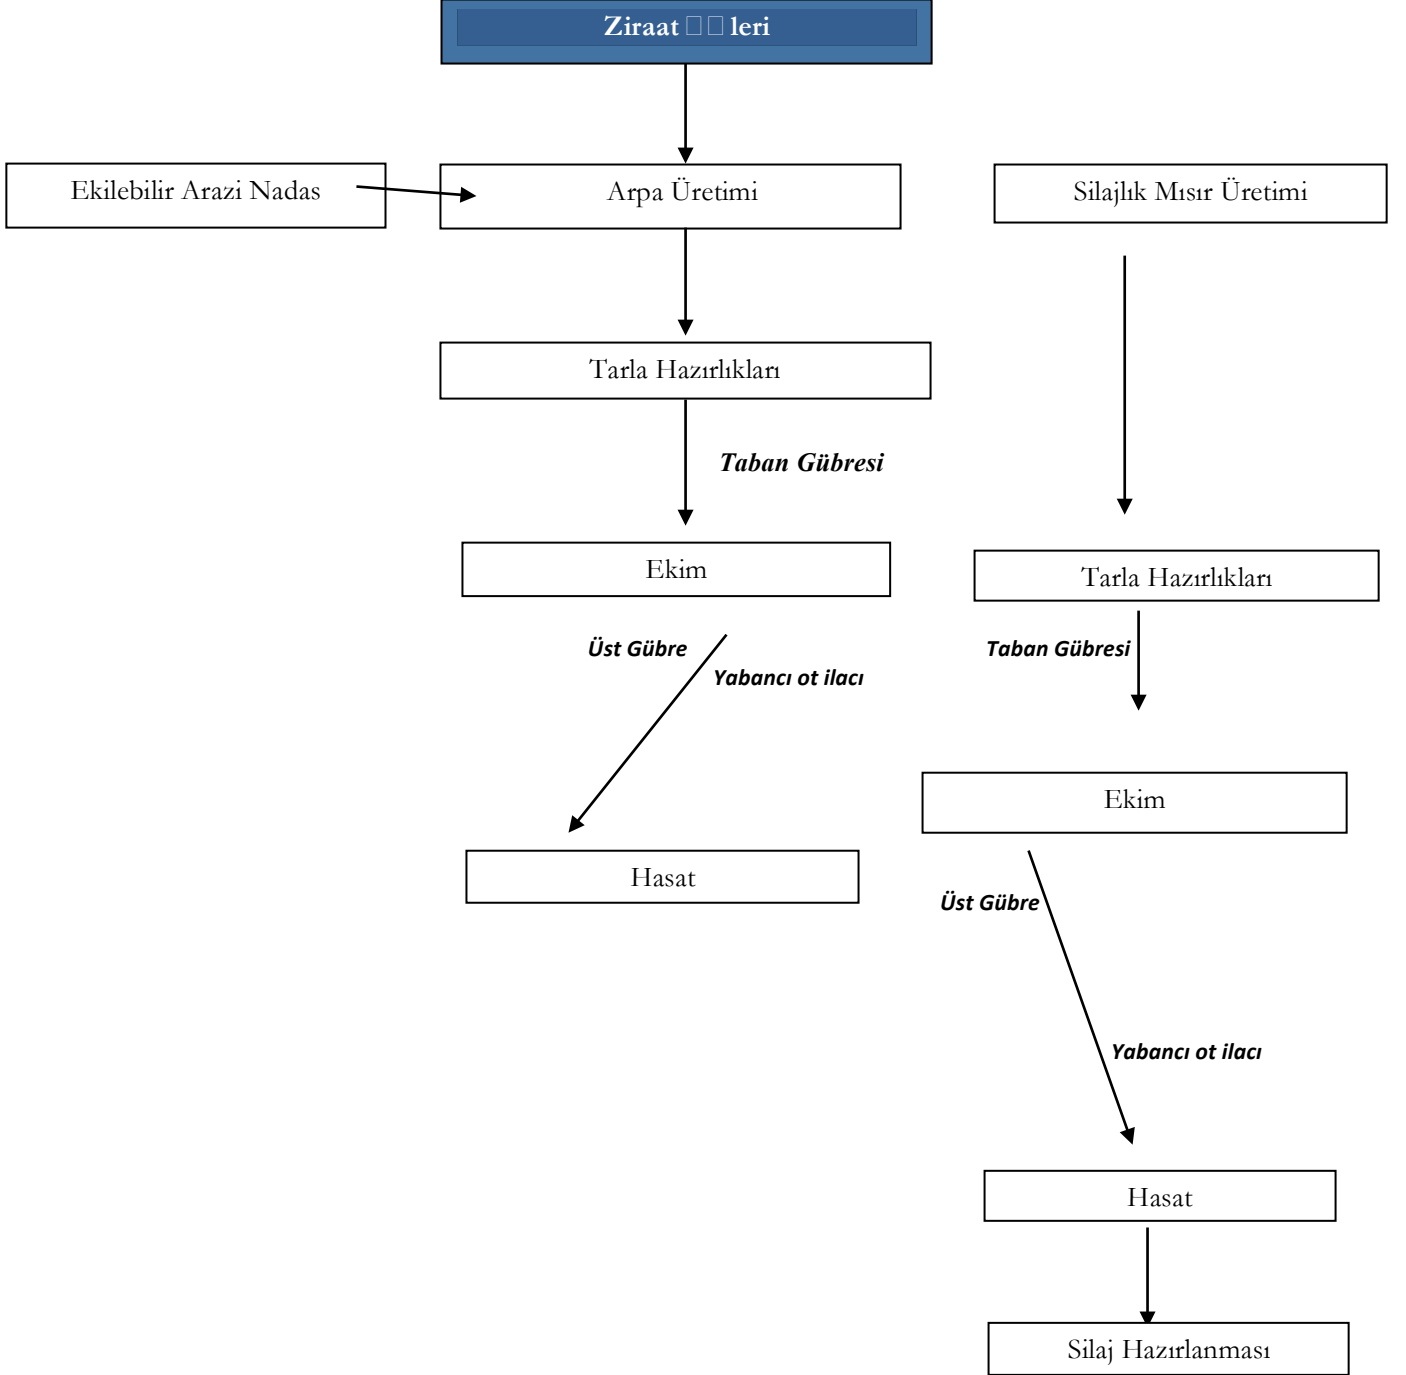 Ziraat □□ leri
Ekilebilir Arazi Nadas
Arpa Üretimi
Silajlık Mısır Üretimi
Tarla Hazırlıkları
Taban Gübresi
Ekim
Tarla Hazırlıkları
Üst Gübre
Yabancı ot ilacı
Taban Gübresi
Ekim
Hasat
Üst Gübre
Yabancı ot ilacı
Hasat
Silaj Hazırlanması